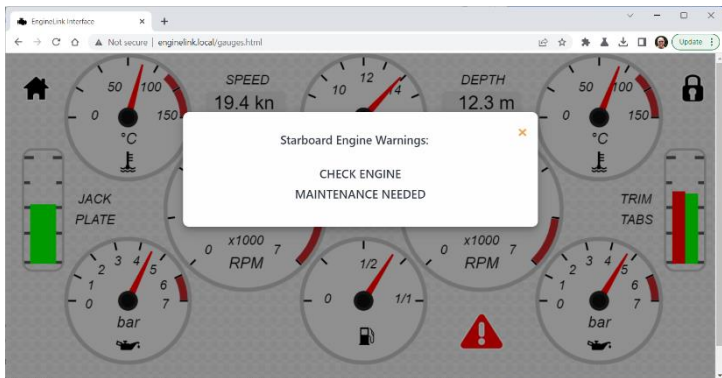 EngineLink Interface
Not secure | enginelink.local/gauges.html
Update
50 100
0 150
°C
SPEED
19.4 kn
10 12 14
DEPTH
12.3 m
50 100
0 150
°C
Starboard Engine Warnings:
CHECK ENGINE
MAINTENANCE NEEDED
JACK
PLATE
0 x1000 7
RPM
0 x1000 7
RPM
TRIM
TABS
0 1 2 3 4 5 6 7
bar
0 1/2 1/1
0 1 2 3 4 5 6 7
bar